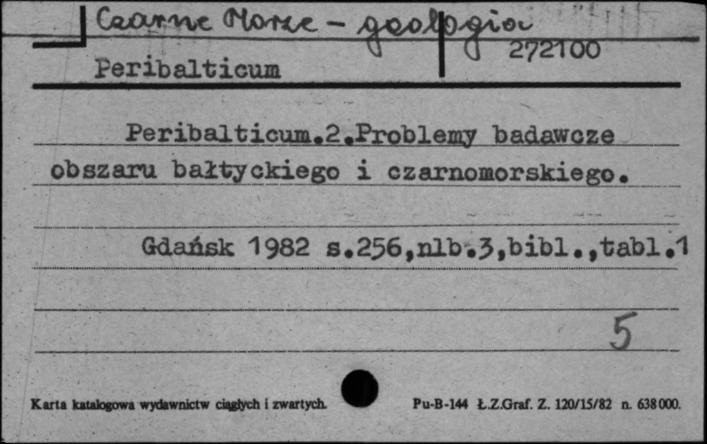 Czarne Morze - geologia
272100
Peribalticum
Peribalticum.2.Problemy badawcze
obszaru bałtyckiego i czarnomorskiego.
Gdańsk 1982 s.256,nlb.3,bibl.,tabl.1
5
Karta katalogowa wydawnictw ciągłych i zwartych. Pu-B-144 Ł.Z.Graf. Z. 120/15/82 n. 638000.